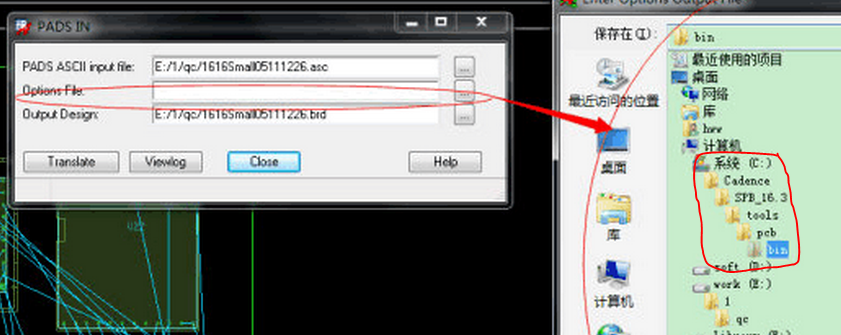 PADS IN
PADS ASCII input file:
E:/1/qc/1616Small05111226.asc
...
Options File:
...
Output Design:
E:/1/qc/1616Small05111226.brd
...
Translate
Viewlog
Close
Help
U22
Enter Options Output File
保存在(I):
bin
最近使用的项目
桌面
网络
库
hew
计算机
系统 (C:)
Cadence
SPB_16.3
tools
pcb
bin
soft (D:)
work (E:)
1
qc
最近访问的位置
桌面
库
计算机